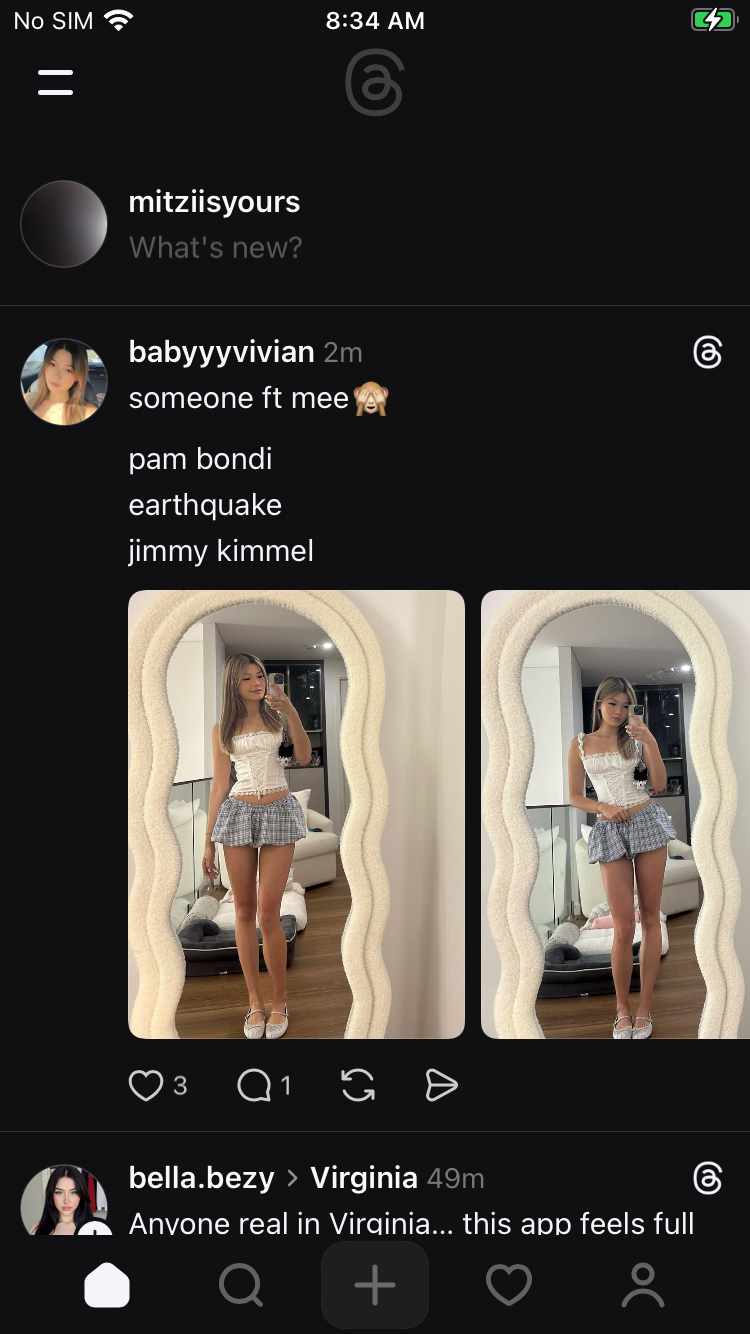 No SIM 8:34 AM
mitziisyours
What's new?
babyyyvivian 2m
someone ft mee🙈
pam bondi
earthquake
jimmy kimmel
3 1
bella.bezy > Virginia 49m
Anyone real in Virginia... this app feels full